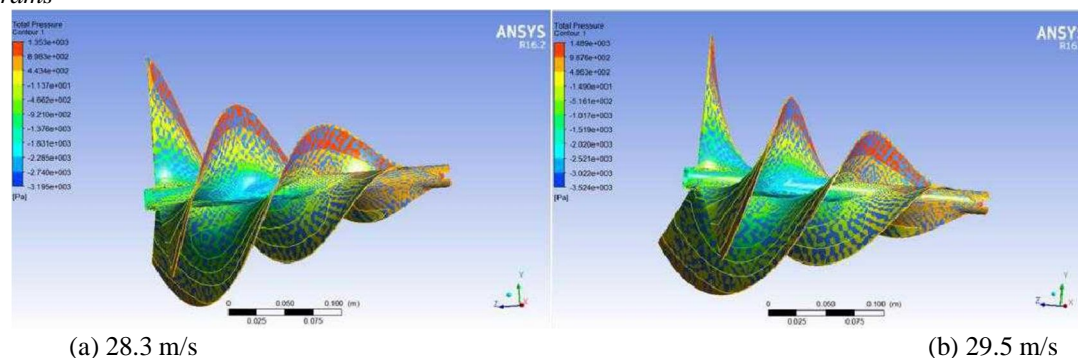 rams
Total Pressure
Contour 1
1.353e+003
8.983e+002
4.434e+002
-1.137e+001
-4.662e+002
-9.210e+002
-1.376e+003
-1.831e+003
-2.285e+003
-2.740e+003
-3.195e+003
[Pa]
ANSYS
R16.2
0 0.050 0.100 (m)
0.025 0.075
Y
Z X
Total Pressure
Contour 1
1.489e+003
9.876e+002
4.953e+002
-5.161e+002
-1.017e+003
-1.519e+003
-2.020e+003
-2.521e+003
-3.022e+003
-3.524e+003
[Pa]
ANSYS
R16
0 0.050 0.100 (m)
0.025 0.075
Y
Z X
(a) 28.3 m/s
(b) 29.5 m/s